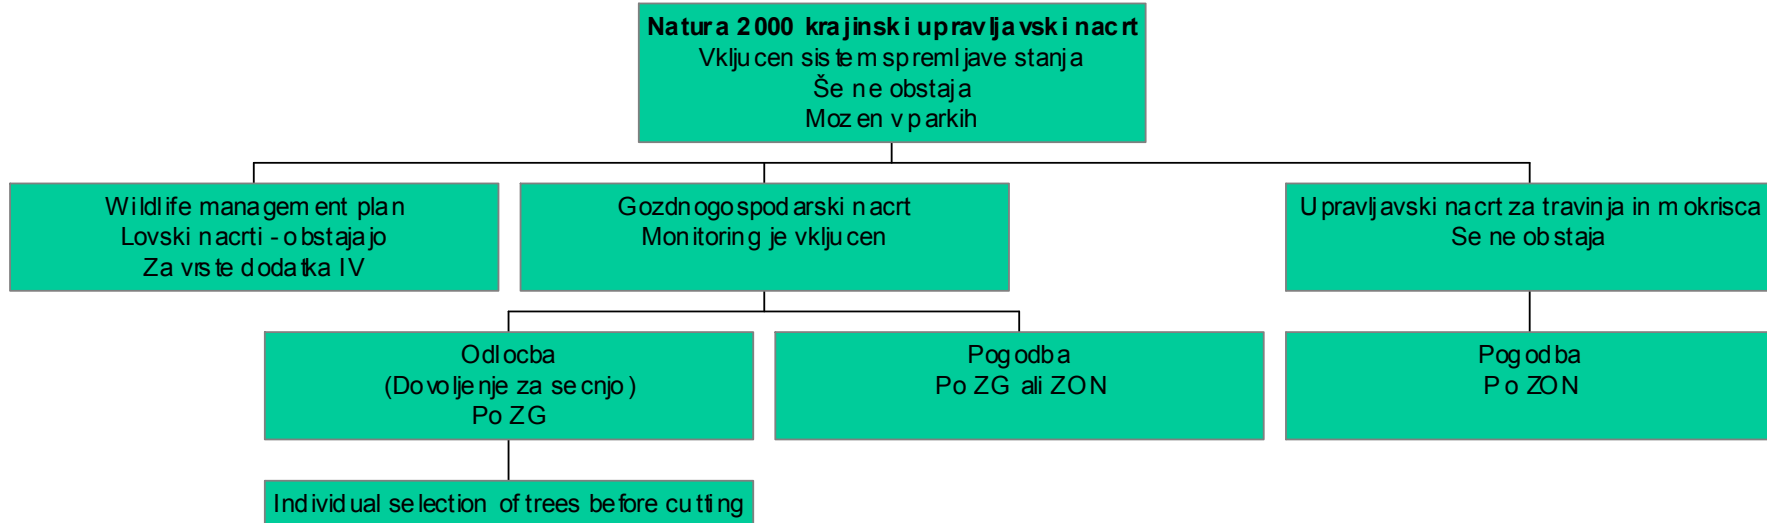 Natura 2000 krajinski upravljavski nacrt
Vkljucen sistem spremljave stanja
Še ne obstaja
Mozen v parkih
Wildlife management plan
Lovski nacrti - obstajajo
Za vrste dodatka IV
Gozdnogospodarski nacrt
Monitoring je vkljucen
Upravljavski nacrt za travinja in mokrisca
Se ne obstaja
Odlocba
(Dovoljenje za secnjo)
Po ZG
Pogodba
Po ZG ali ZON
Pogodba
Po ZON
Individual selection of trees before cutting